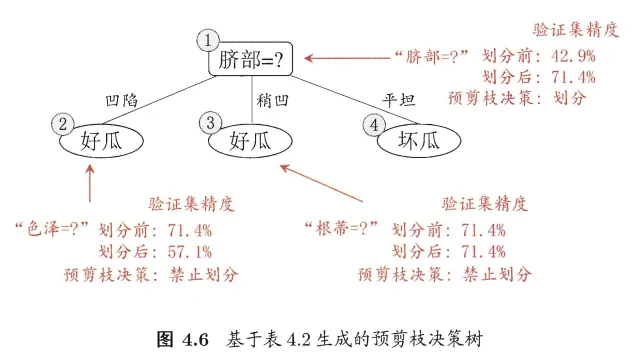 验证集精度
① 脐部=? “脐部=?” 划分前: 42.9%
划分后: 71.4%
预剪枝决策: 划分
凹陷 稍凹 平坦
② 好瓜 ③ 好瓜 ④ 坏瓜
验证集精度 验证集精度
“色泽=?” 划分前: 71.4% “根蒂=?” 划分前: 71.4%
划分后: 57.1% 划分后: 71.4%
预剪枝决策: 禁止划分 预剪枝决策: 禁止划分
图 4.6 基于表 4.2 生成的预剪枝决策树